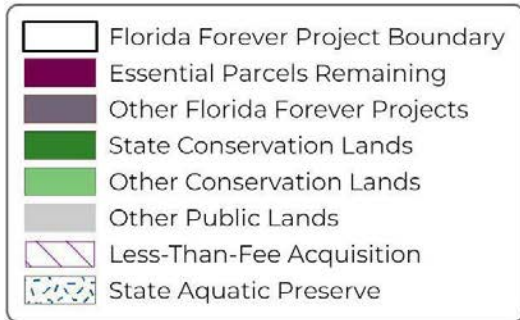 Florida Forever Project Boundary
Essential Parcels Remaining
Other Florida Forever Projects
State Conservation Lands
Other Conservation Lands
Other Public Lands
Less-Than-Fee Acquisition
State Aquatic Preserve